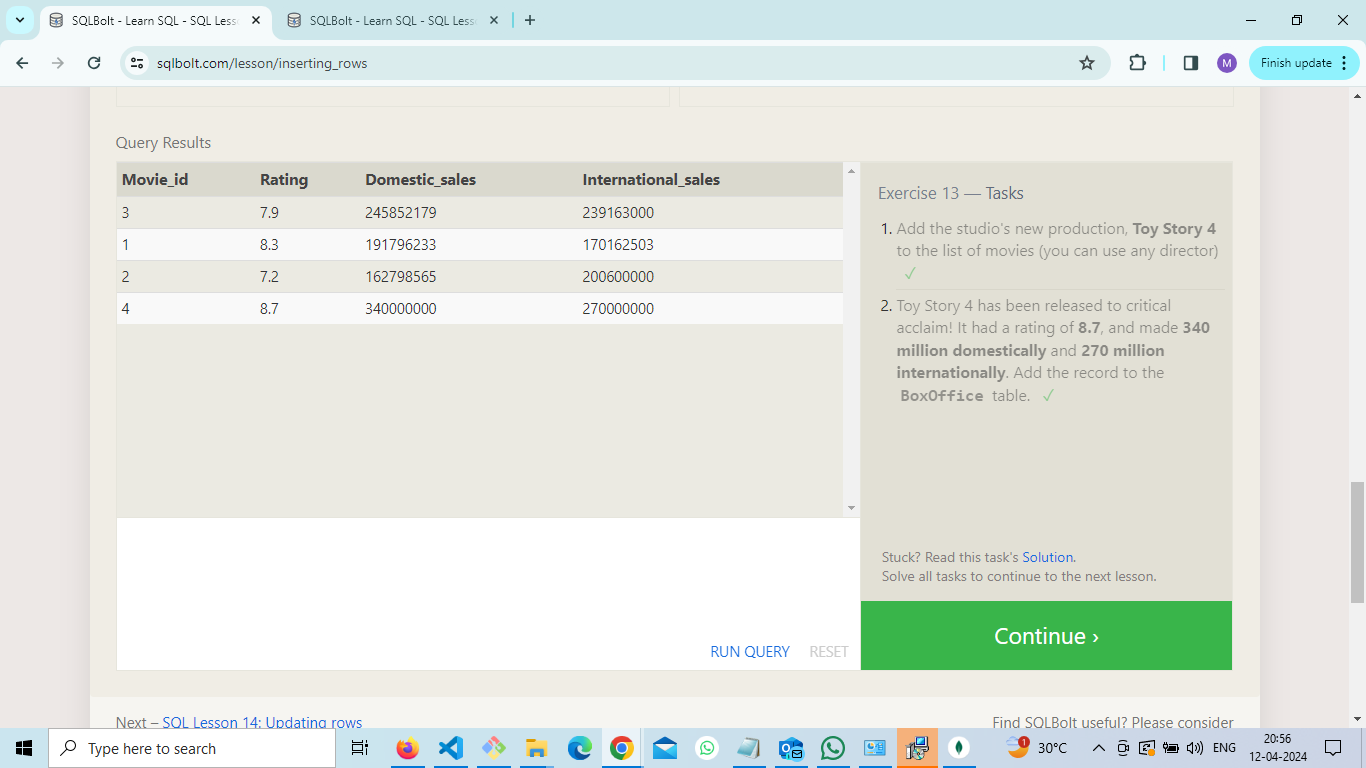 SQLBolt - Learn SQL - SQL Less
SQLBolt - Learn SQL - SQL Less
sqlbolt.com/lesson/inserting_rows
M
Finish update
Query Results
Movie_id Rating Domestic_sales International_sales
3 7.9 245852179 239163000
1 8.3 191796233 170162503
2 7.2 162798565 200600000
4 8.7 340000000 270000000
RUN QUERY RESET
Exercise 13 — Tasks
1. Add the studio's new production, Toy Story 4
to the list of movies (you can use any director)
✓
2. Toy Story 4 has been released to critical
acclaim! It had a rating of 8.7, and made 340
million domestically and 270 million
internationally. Add the record to the
BoxOffice table. ✓
Stuck? Read this task's Solution.
Solve all tasks to continue to the next lesson.
Continue ›
Next – SQL Lesson 14: Updating rows
Find SQLBolt useful? Please consider
Type here to search
1
30°C
ENG
20:56
12-04-2024